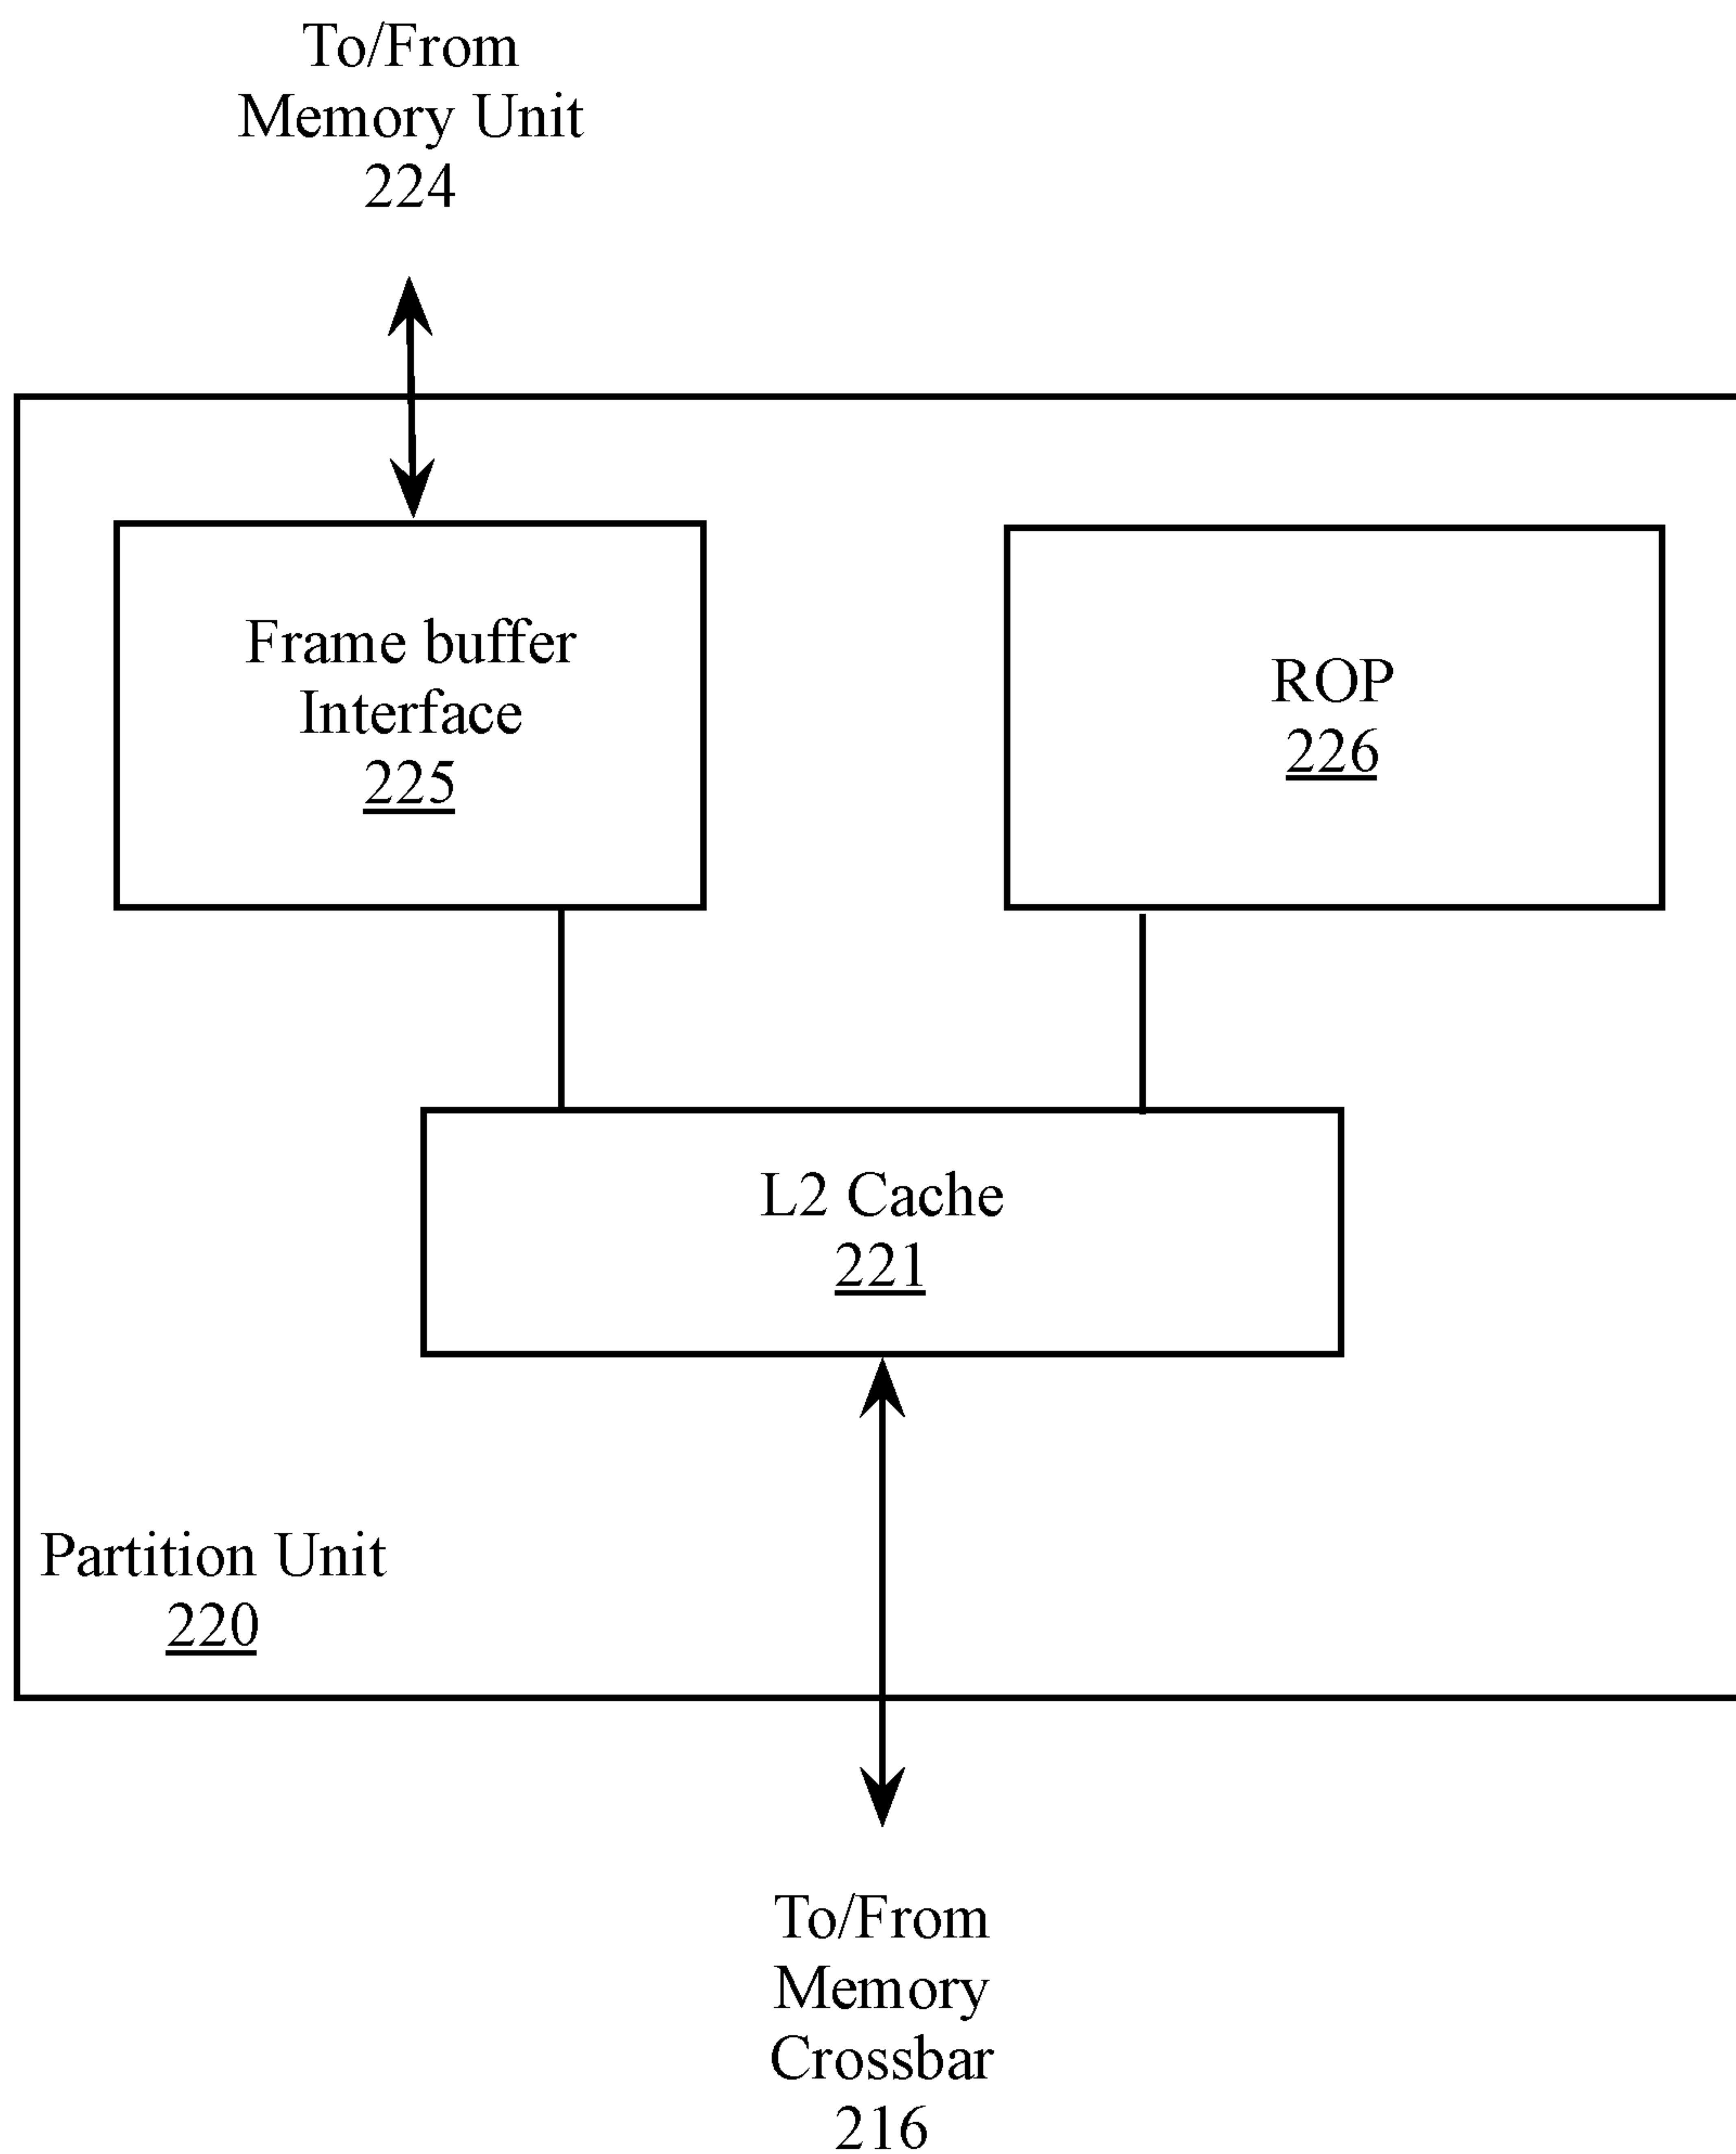 To/From
Memory Unit
224
Frame buffer
Interface
225
ROP
226
L2 Cache
221
Partition Unit
220
To/From
Memory
Crossbar
216